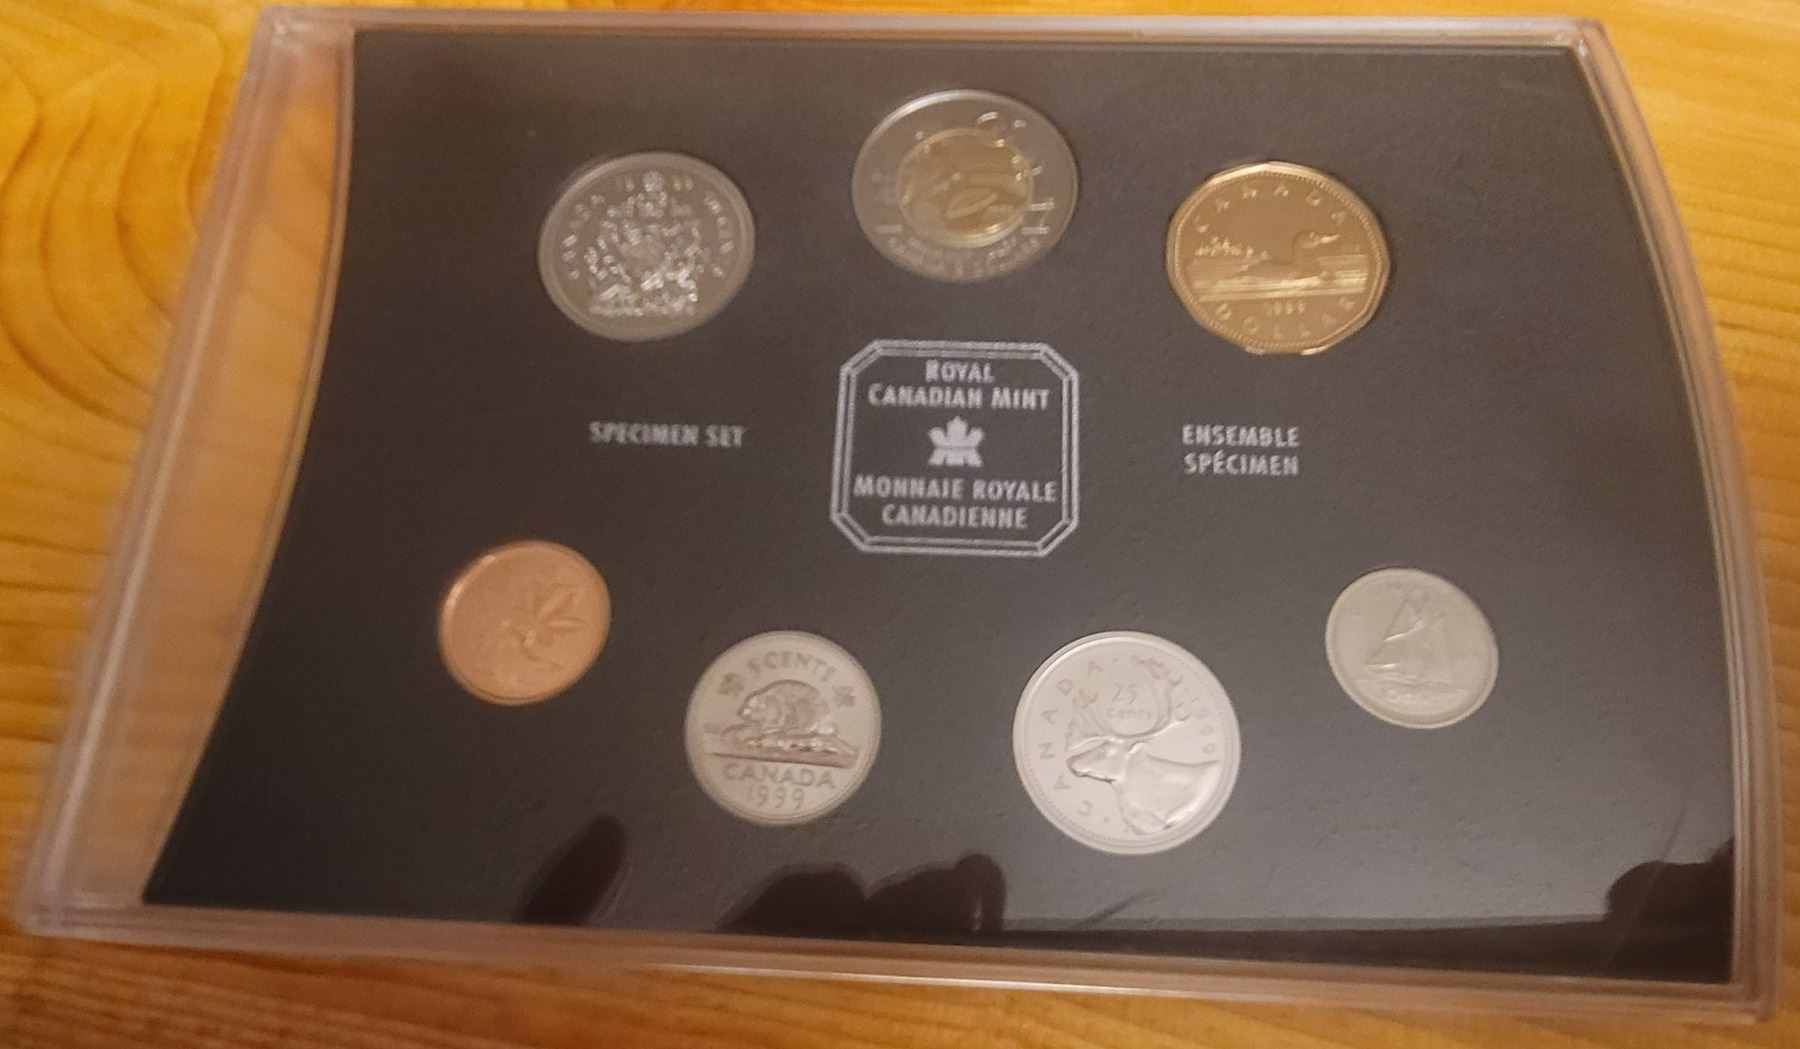 CANADA
DOLLAR
1999
ROYAL
CANADIAN MINT
MONNAIE ROYALE
CANADIENNE
SPECIMEN SET
ENSEMBLE
SPÉCIMEN
5 CENTS
CANADA
1999
CANADA · 1999
25
Cents